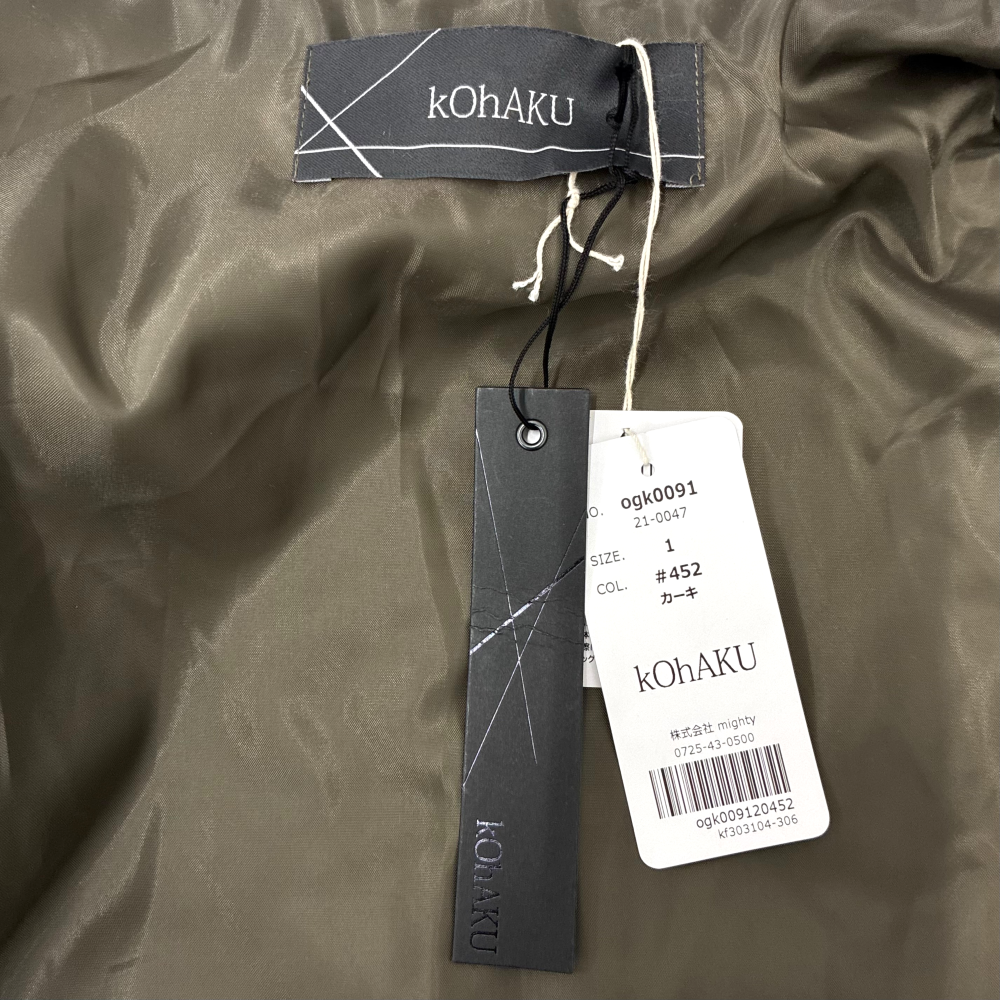 kOhAKU
O. ogk0091
21-0047
SIZE. 1
COL. #452
カーキ
kOhAKU
株式会社 mighty
0725-43-0500
ogk009120452
kf303104-306
kOhAKU